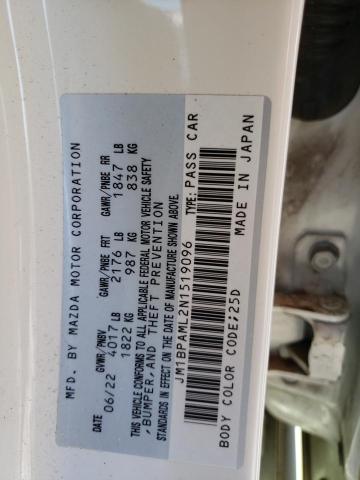 MFD. BY MAZDA MOTOR CORPORATION
DATE GVWR/PNBV GAWR/PNBE FRT GAWR/PNBE RR
06/22 4017 LB 2176 LB 1847 LB
1822 KG 987 KG 838 KG
THIS VEHICLE CONFORMS TO ALL APPLICABLE FEDERAL MOTOR VEHICLE SAFETY
, BUMPER, AND THEFT PREVENTION
STANDARDS IN EFFECT ON THE DATE OF MANUFACTURE SHOWN ABOVE.
JM1BPAML2N1519096 TYPE: PASS CAR
BODY COLOR CODE:25D MADE IN JAPAN